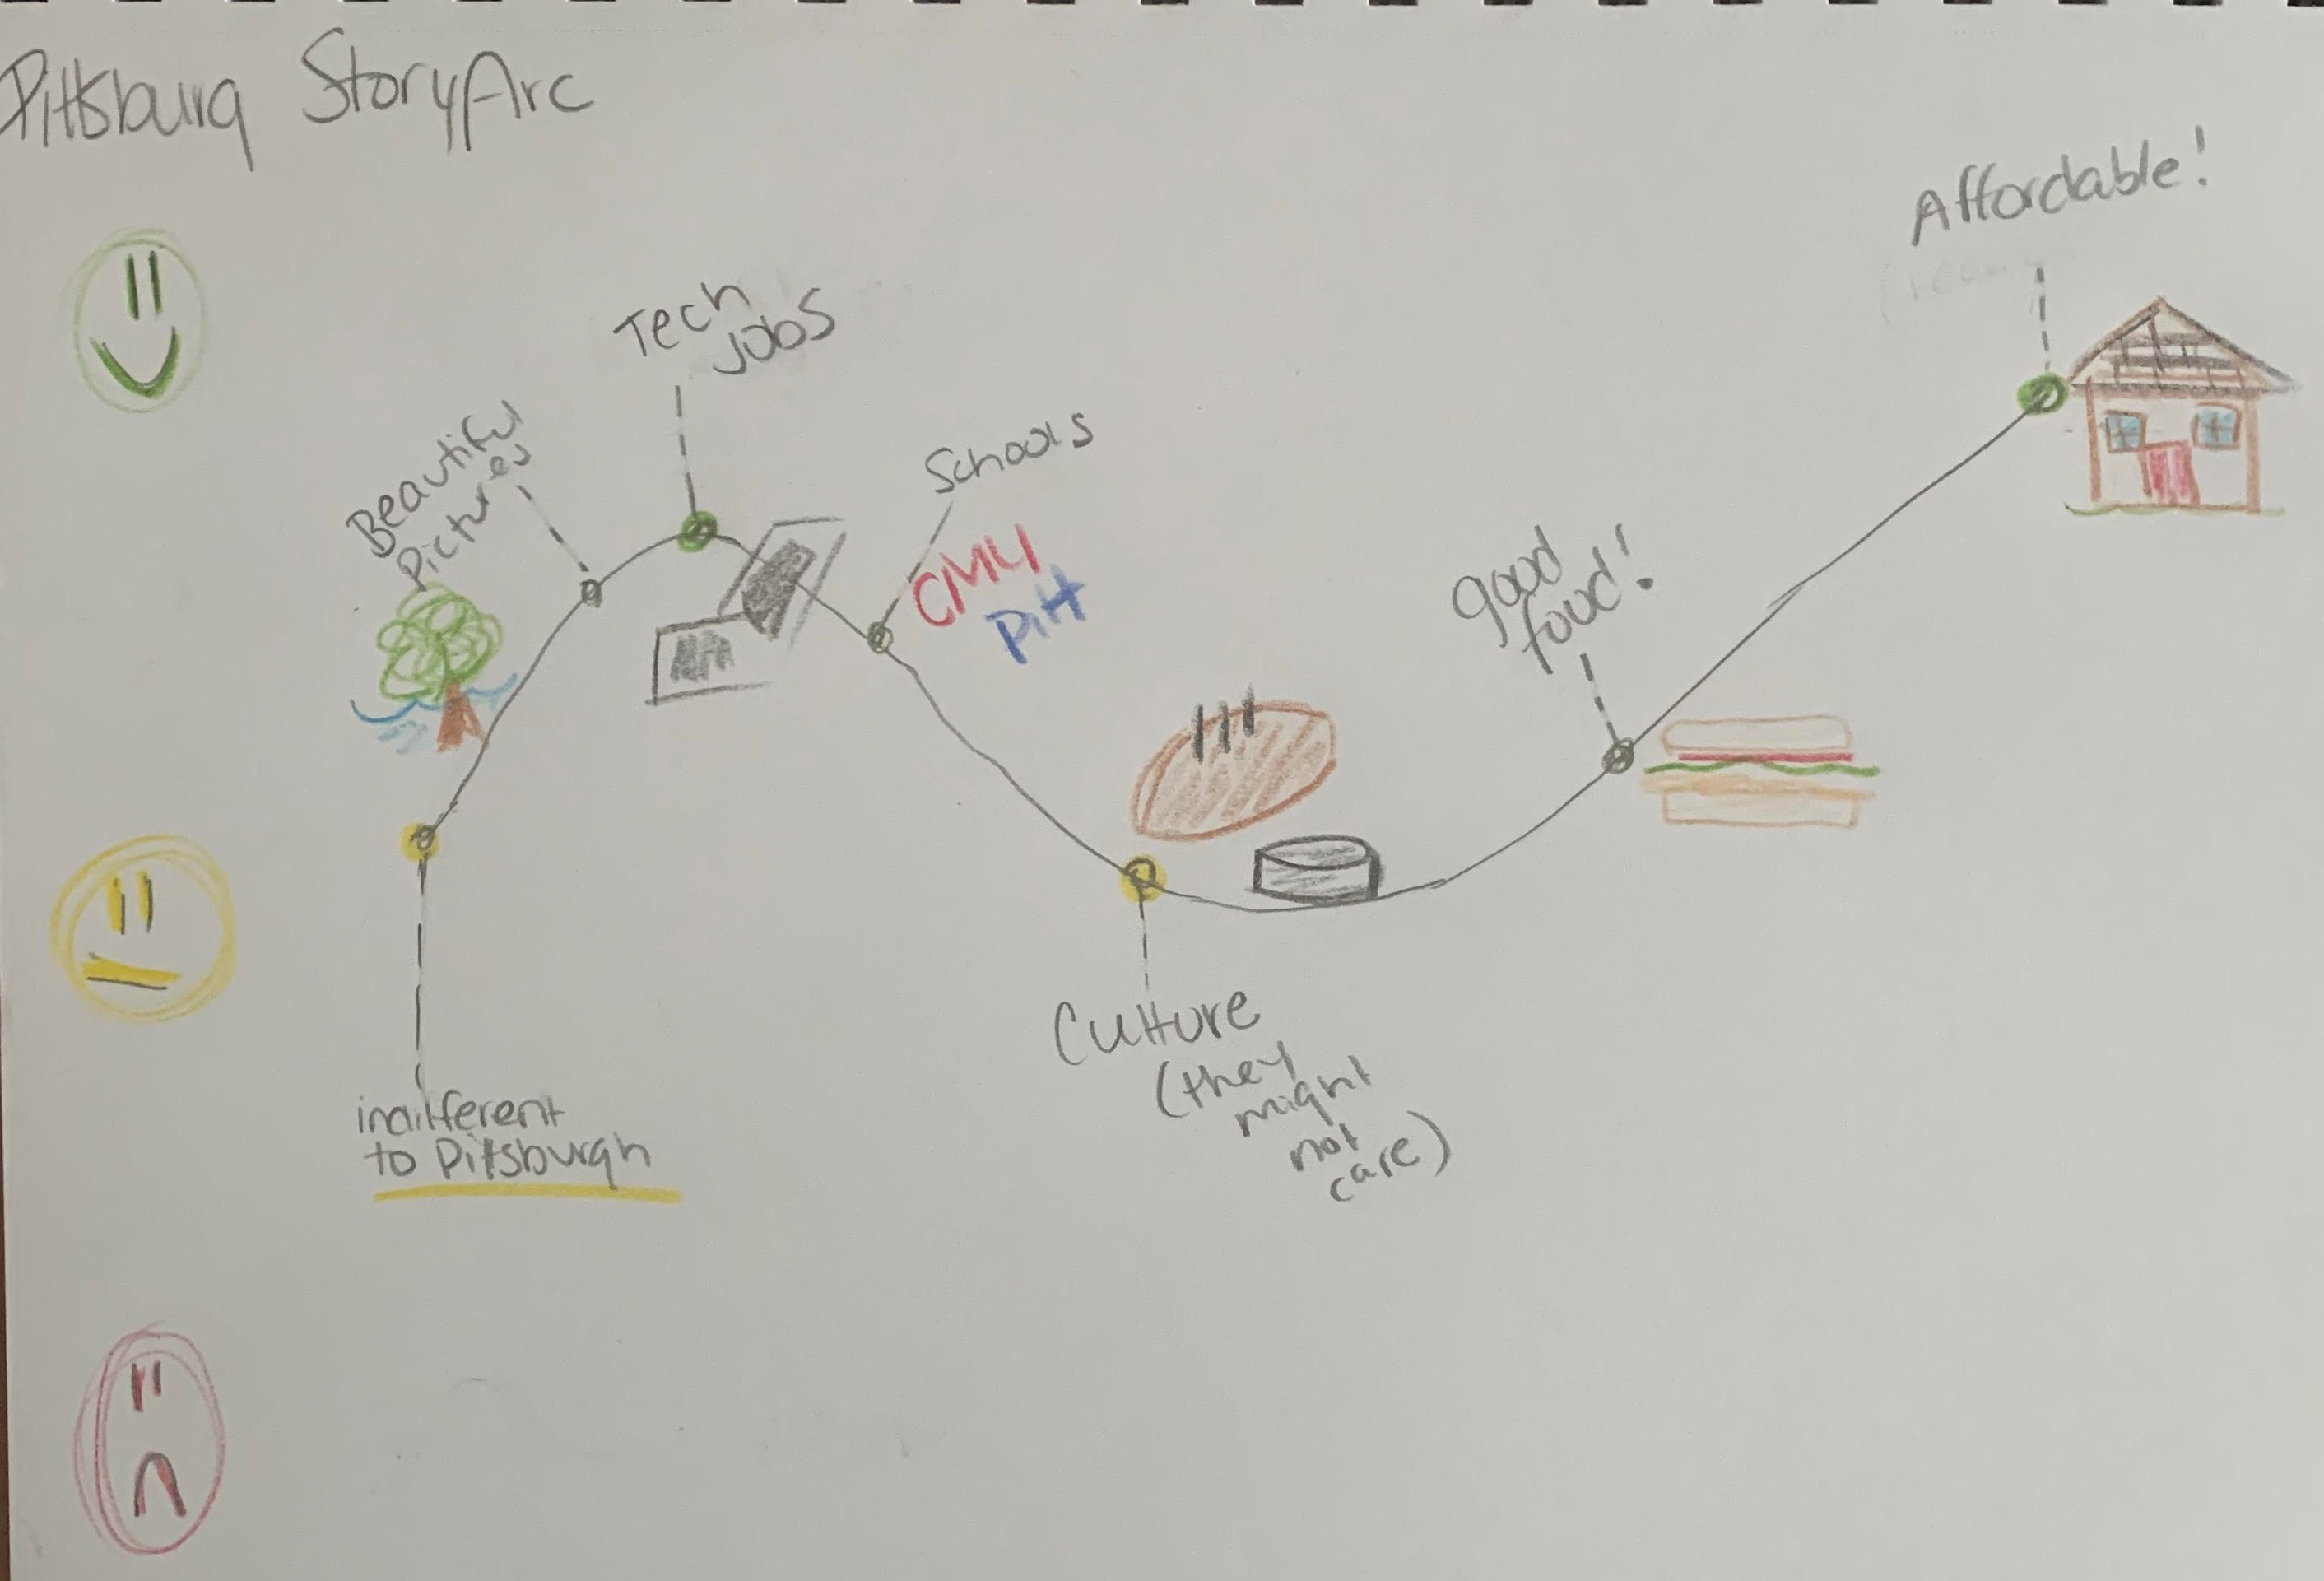 Pittsburg StoryArc
Affordable!
Tech
jobs
Beautiful
Pictures
Schools
CMU
Pitt
good
food!
Culture
(they
might
not
care)
indifferent
to Pittsburgh